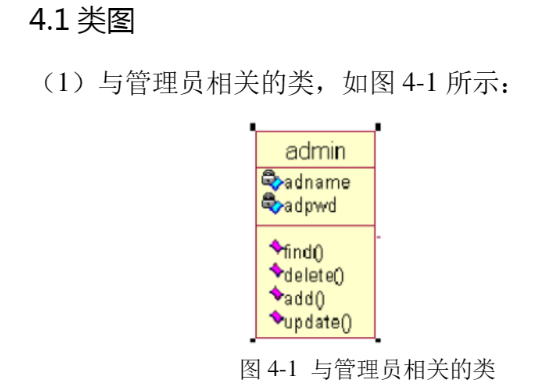 4.1 类图
（1）与管理员相关的类，如图 4-1 所示：
admin
adname
adpwd
find()
delete()
add()
update()
图 4-1 与管理员相关的类